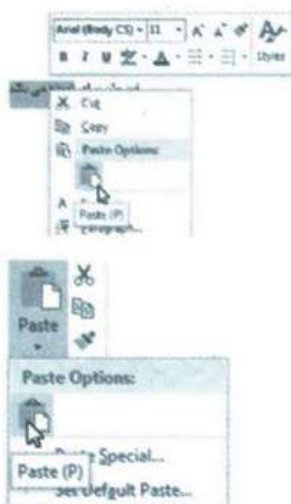 Arial (Body CS) 11 A A
B I U A Styles
Cut
Copy
Paste Options:
A
Paste (P)
Paragraph...
Paste
Paste Options:
Paste Special...
Paste (P)
Set Default Paste...